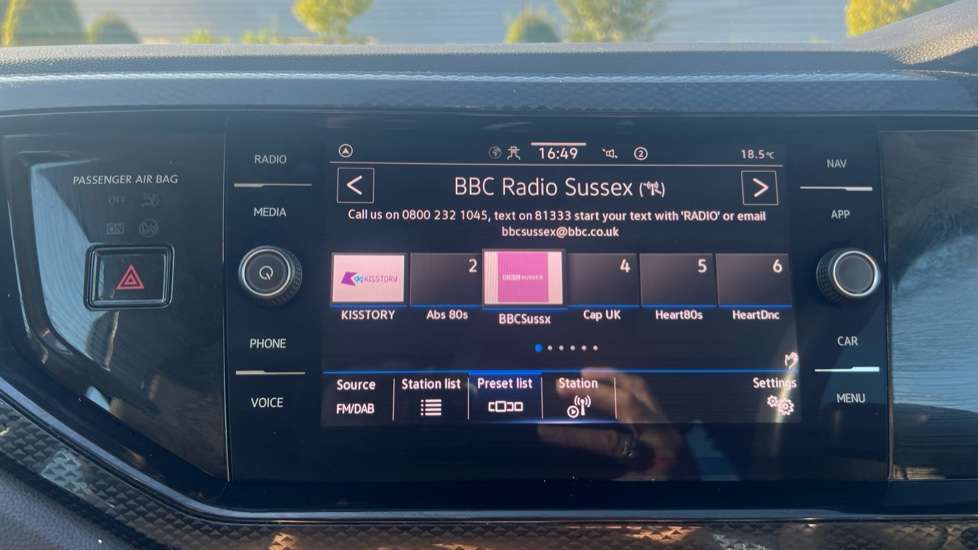 PASSENGER AIR BAG
OFF
ON
RADIO
MEDIA
PHONE
VOICE
16:49
2
18.5°C
BBC Radio Sussex
Call us on 0800 232 1045, text on 81333 start your text with 'RADIO' or email
bbcsussex@bbc.co.uk
KISSTORY
2
BBC SUSSEX
4
5
6
KISSTORY
Abs 80s
BBCSussx
Cap UK
Heart80s
HeartDnc
Source
Station list
Preset list
Station
Settings
FM/DAB
NAV
APP
CAR
MENU